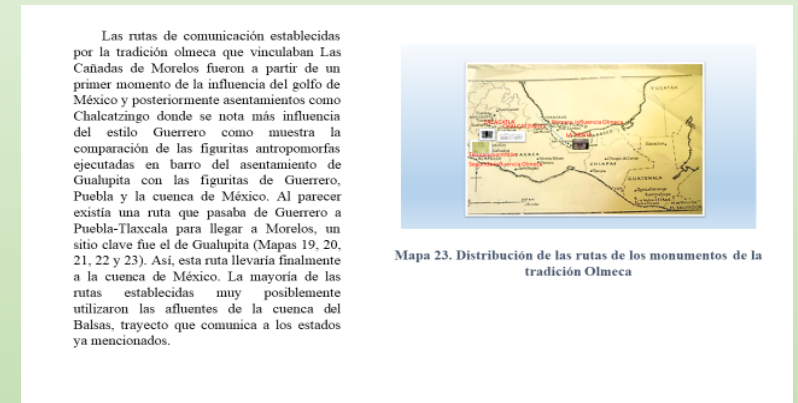 Las rutas de comunicación establecidas
por la tradición olmeca que vinculaban Las
Cañadas de Morelos fueron a partir de un
primer momento de la influencia del golfo de
México y posteriormente asentamientos como
Chalcatzingo donde se nota más influencia
del estilo Guerrero como muestra la
comparación de las figuritas antropomorfas
ejecutadas en barro del asentamiento de
Gualupita con las figuritas de Guerrero,
Puebla y la cuenca de México. Al parecer
existía una ruta que pasaba de Guerrero a
Puebla-Tlaxcala para llegar a Morelos, un
sitio clave fue el de Gualupita (Mapas 19, 20,
21, 22 y 23). Así, esta ruta llevaría finalmente
a la cuenca de México. La mayoría de las
rutas establecidas muy posiblemente
utilizaron las afluentes de la cuenca del
Balsas, trayecto que comunica a los estados
ya mencionados.
YUCATAN
influencia Olmeca
CHIAPAS
GUATEMALA
Mapa 23. Distribución de las rutas de los monumentos de la
tradición Olmeca